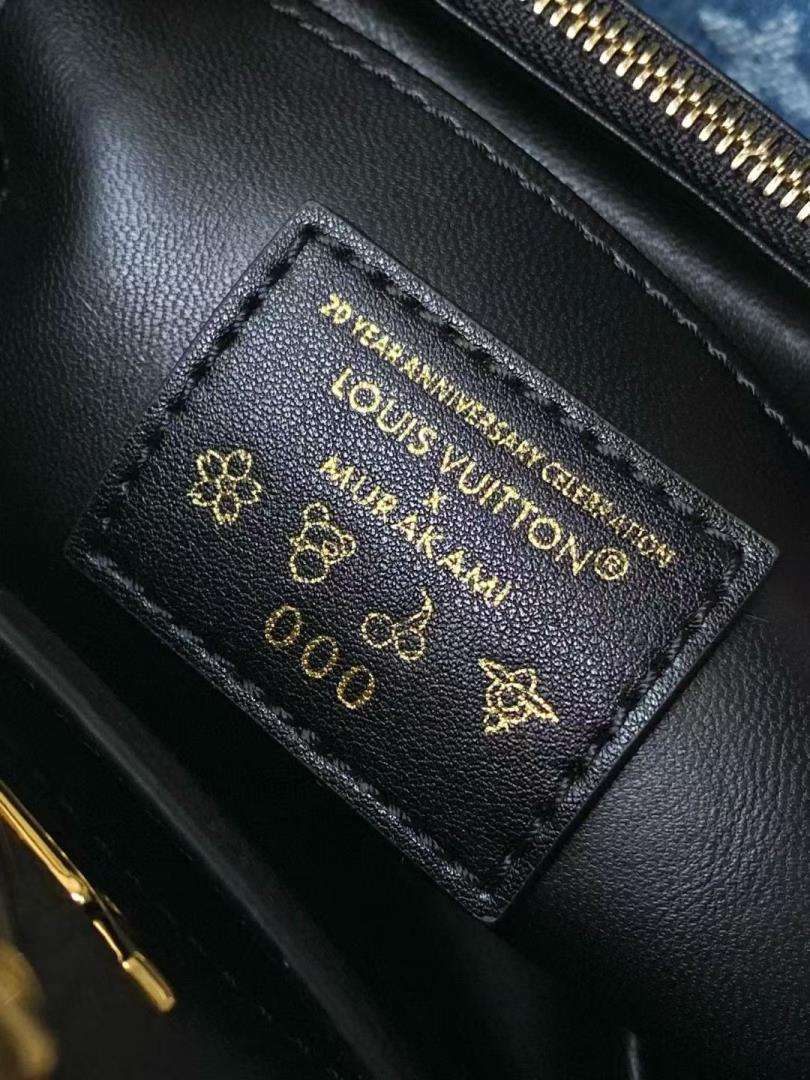 20 YEAR ANNIVERSARY CELEBRATION
LOUIS VUITTON®
x
MURAKAMI
000